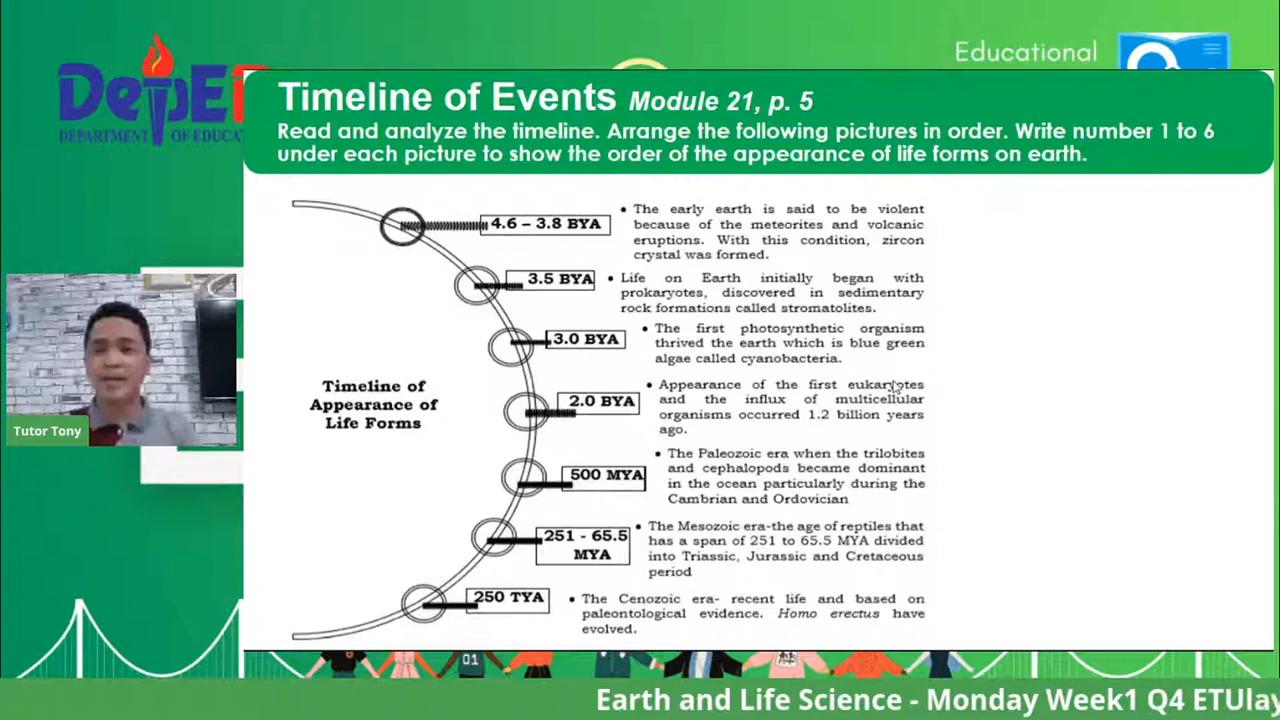 DepE
DEPARTMENT OF EDUCA
Educational
Timeline of Events Module 21, p. 5
Read and analyze the timeline. Arrange the following pictures in order. Write number 1 to 6
under each picture to show the order of the appearance of life forms on earth.
4.6 – 3.8 BYA
• The early earth is said to be violent
because of the meteorites and volcanic
eruptions. With this condition, zircon
crystal was formed.
3.5 BYA
• Life on Earth initially began with
prokaryotes, discovered in sedimentary
rock formations called stromatolites.
3.0 BYA
• The first photosynthetic organism
thrived the earth which is blue green
algae called cyanobacteria.
Timeline of
Appearance of
Life Forms
2.0 BYA
• Appearance of the first eukaryotes
and the influx of multicellular
organisms occurred 1.2 billion years
ago.
500 MYA
• The Paleozoic era when the trilobites
and cephalopods became dominant
in the ocean particularly during the
Cambrian and Ordovician
251 - 65.5
MYA
• The Mesozoic era-the age of reptiles that
has a span of 251 to 65.5 MYA divided
into Triassic, Jurassic and Cretaceous
period
250 TYA
• The Cenozoic era- recent life and based on
paleontological evidence. Homo erectus have
evolved.
Tutor Tony
01
Earth and Life Science - Monday Week1 Q4 ETUlay